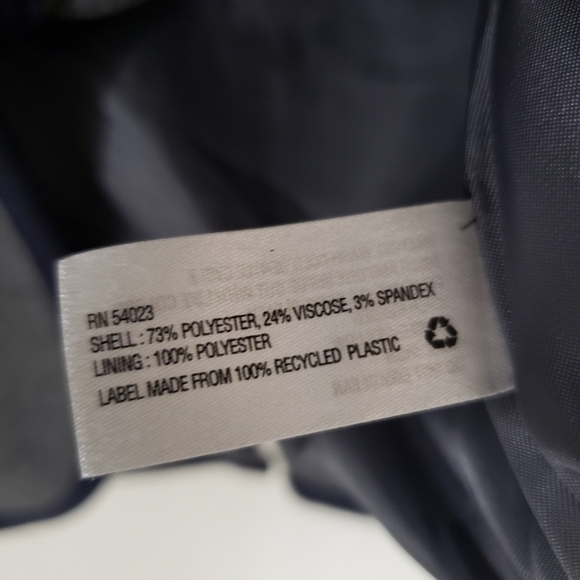 RN 54023
SHELL : 73% POLYESTER, 24% VISCOSE, 3% SPANDEX
LINING : 100% POLYESTER
LABEL MADE FROM 100% RECYCLED PLASTIC